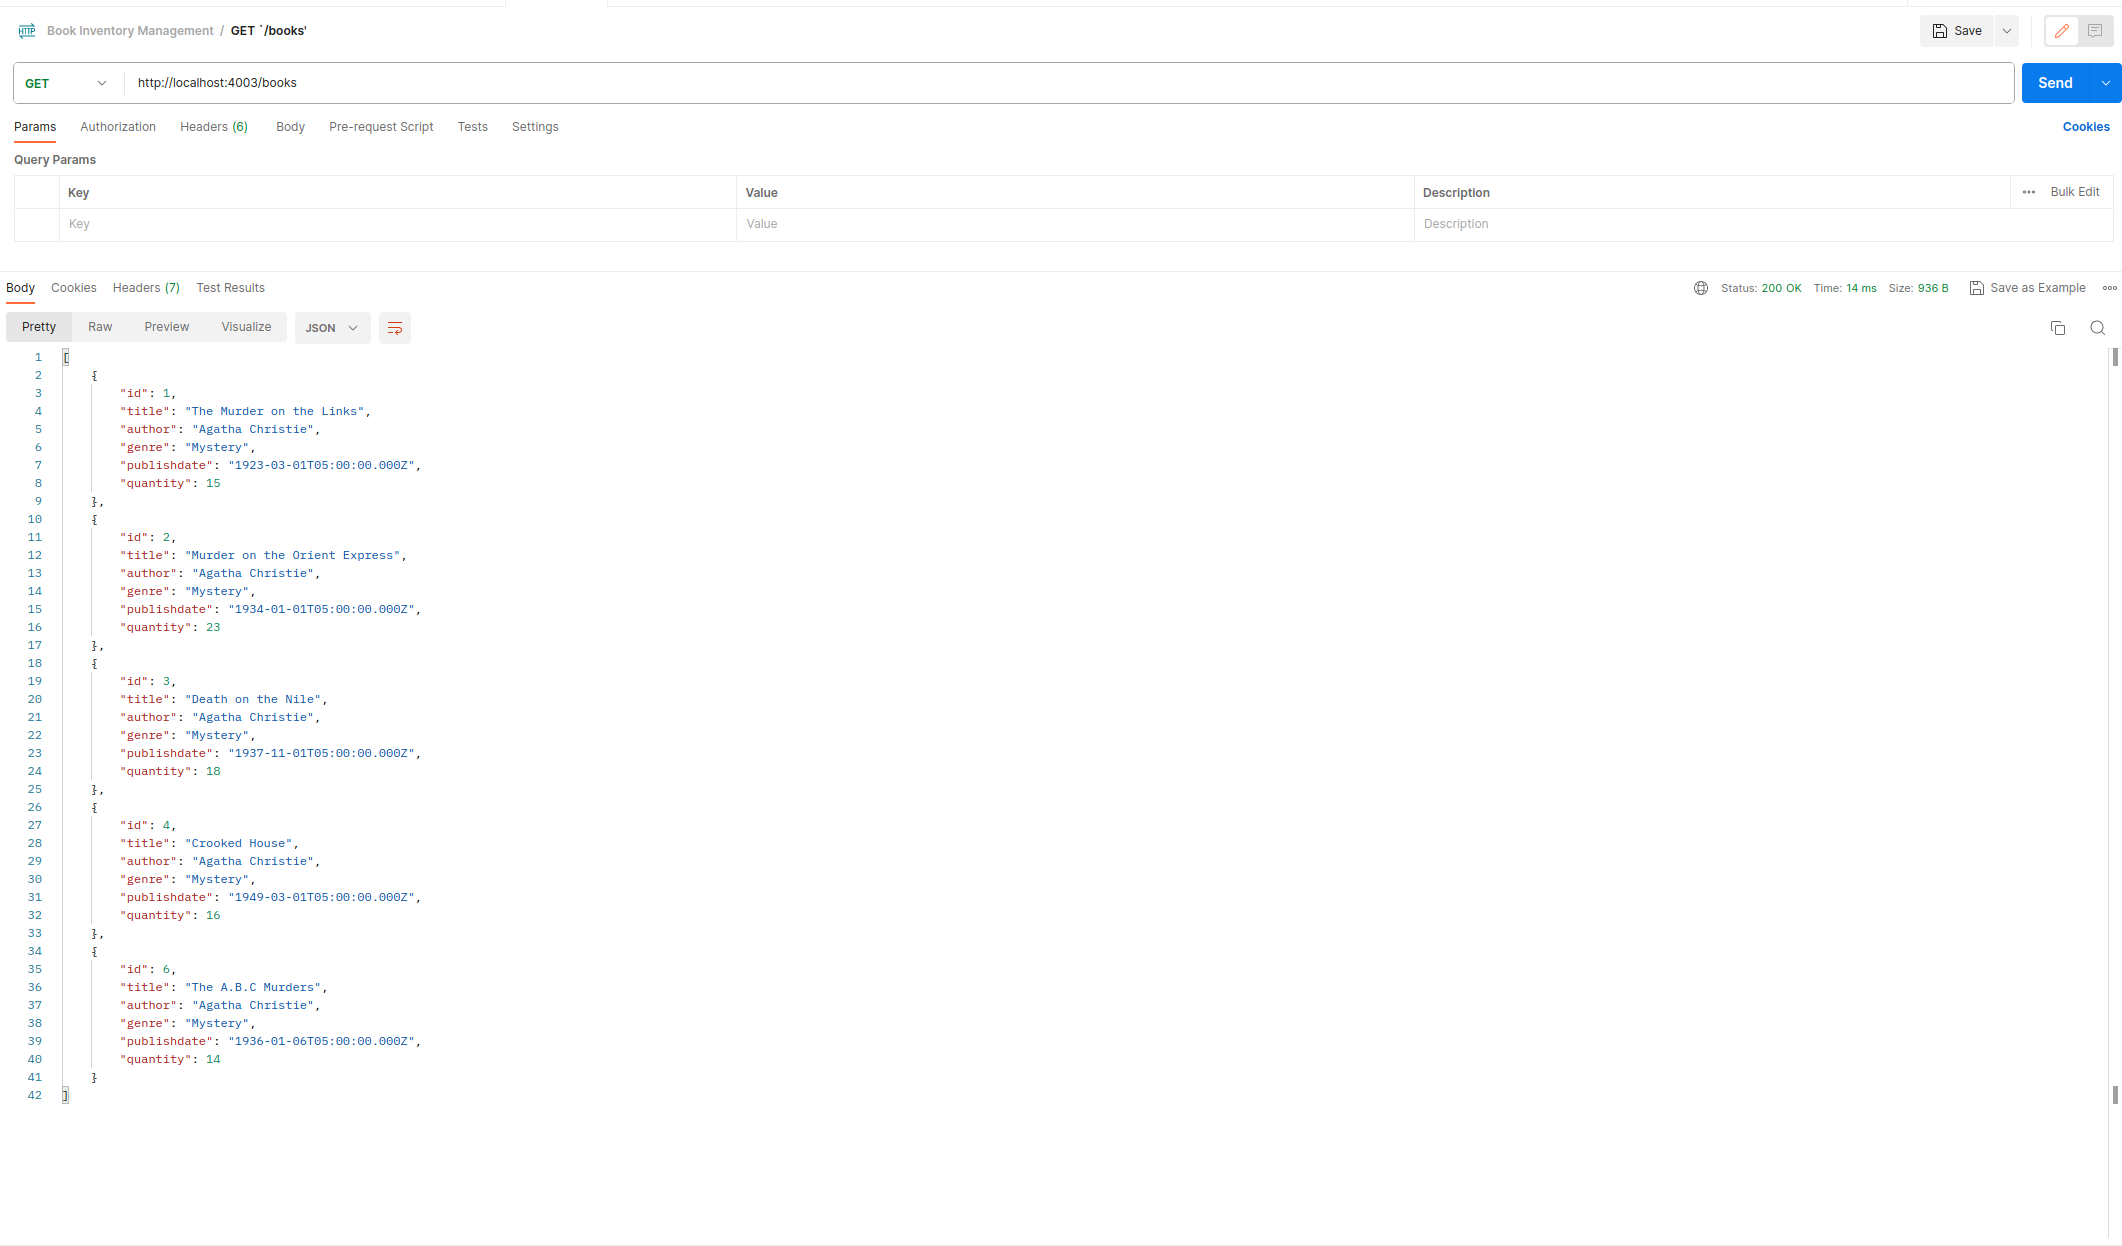 HTTP Book Inventory Management / GET `/books'
Save
GET http://localhost:4003/books
Send
Params Authorization Headers (6) Body Pre-request Script Tests Settings Cookies
Query Params
Key Value Description Bulk Edit
Key Value Description
Body Cookies Headers (7) Test Results Status: 200 OK Time: 14 ms Size: 936 B Save as Example
Pretty Raw Preview Visualize JSON
1 [
2 {
3 "id": 1,
4 "title": "The Murder on the Links",
5 "author": "Agatha Christie",
6 "genre": "Mystery",
7 "publishdate": "1923-03-01T05:00:00.000Z",
8 "quantity": 15
9 },
10 {
11 "id": 2,
12 "title": "Murder on the Orient Express",
13 "author": "Agatha Christie",
14 "genre": "Mystery",
15 "publishdate": "1934-01-01T05:00:00.000Z",
16 "quantity": 23
17 },
18 {
19 "id": 3,
20 "title": "Death on the Nile",
21 "author": "Agatha Christie",
22 "genre": "Mystery",
23 "publishdate": "1937-11-01T05:00:00.000Z",
24 "quantity": 18
25 },
26 {
27 "id": 4,
28 "title": "Crooked House",
29 "author": "Agatha Christie",
30 "genre": "Mystery",
31 "publishdate": "1949-03-01T05:00:00.000Z",
32 "quantity": 16
33 },
34 {
35 "id": 6,
36 "title": "The A.B.C Murders",
37 "author": "Agatha Christie",
38 "genre": "Mystery",
39 "publishdate": "1936-01-06T05:00:00.000Z",
40 "quantity": 14
41 }
42 ]